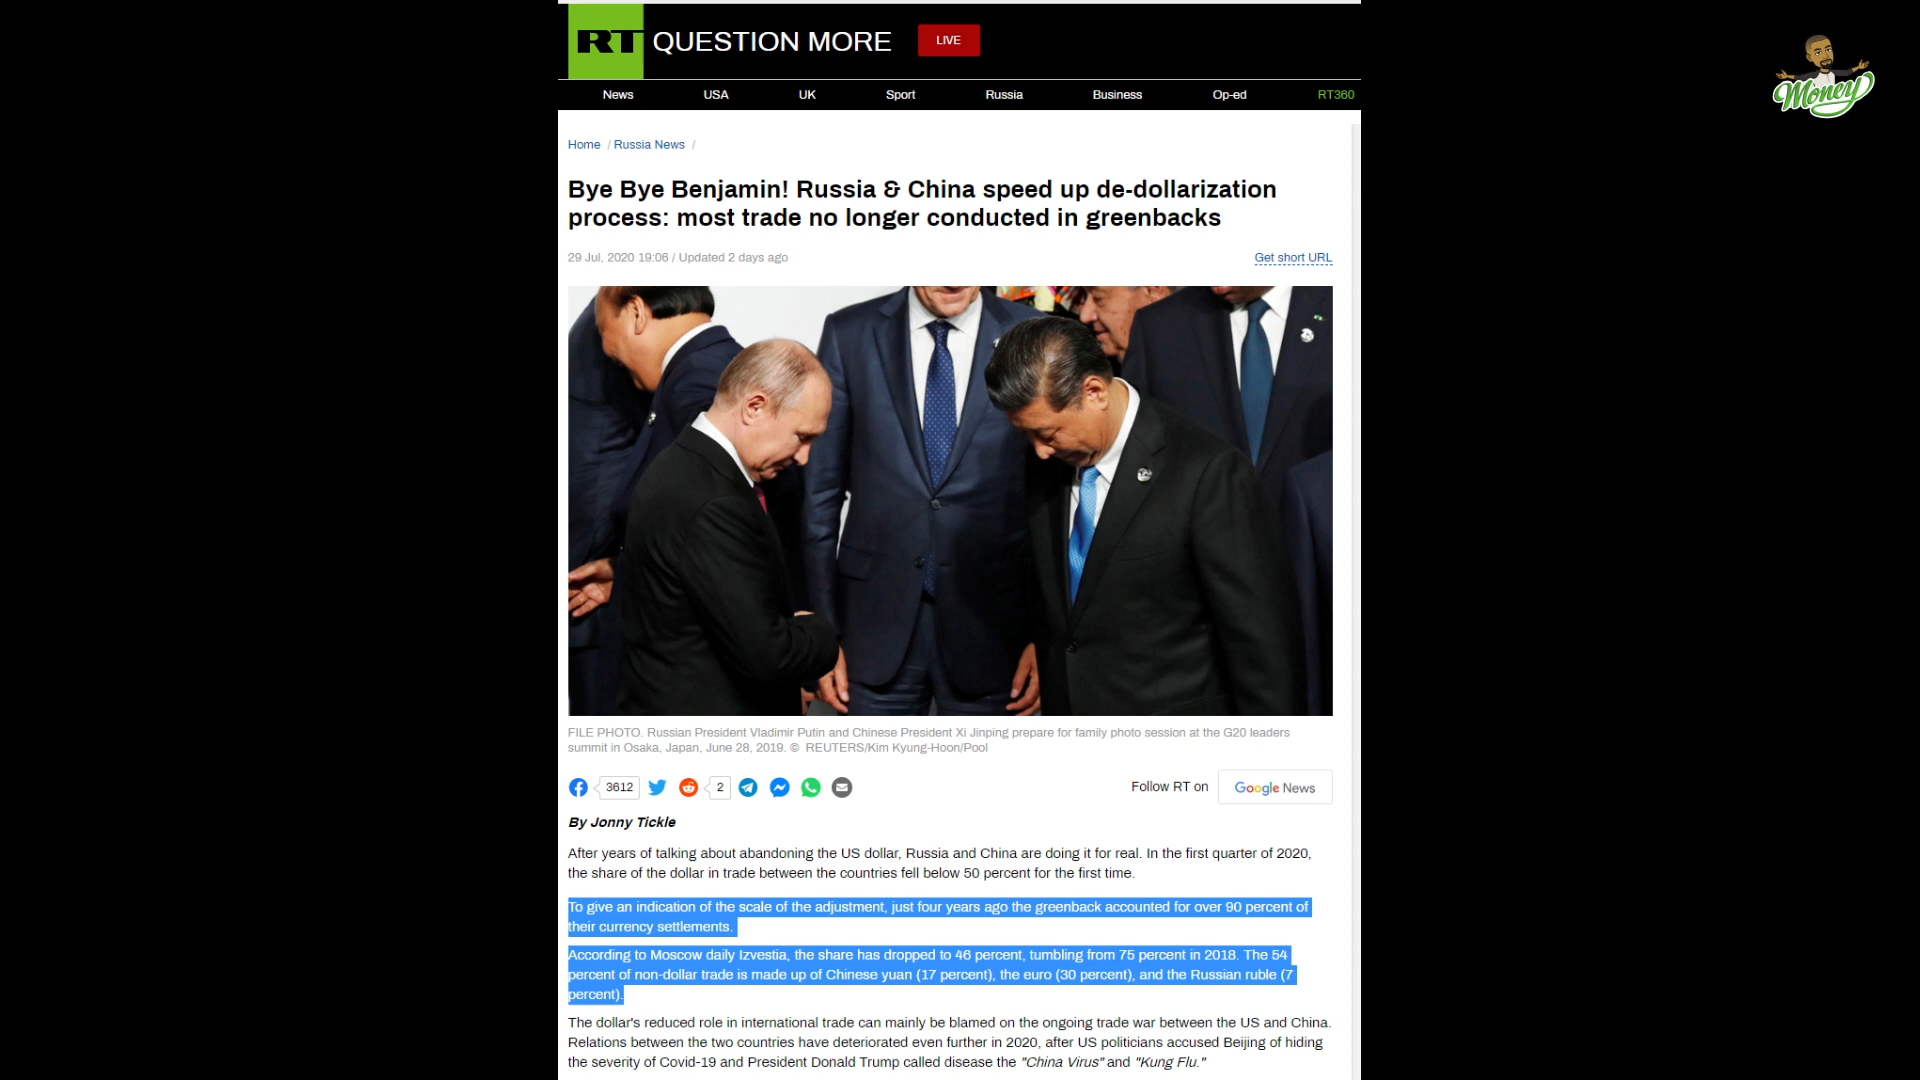 RT QUESTION MORE LIVE
News USA UK Sport Russia Business Op-ed RT360
Money
Home / Russia News /
Bye Bye Benjamin! Russia & China speed up de-dollarization
process: most trade no longer conducted in greenbacks
29 Jul, 2020 19:06 / Updated 2 days ago Get short URL
FILE PHOTO. Russian President Vladimir Putin and Chinese President Xi Jinping prepare for family photo session at the G20 leaders
summit in Osaka, Japan, June 28, 2019. © REUTERS/Kim Kyung-Hoon/Pool
3612 2 Follow RT on Google News
By Jonny Tickle
After years of talking about abandoning the US dollar, Russia and China are doing it for real. In the first quarter of 2020,
the share of the dollar in trade between the countries fell below 50 percent for the first time.
To give an indication of the scale of the adjustment, just four years ago the greenback accounted for over 90 percent of
their currency settlements.
According to Moscow daily Izvestia, the share has dropped to 46 percent, tumbling from 75 percent in 2018. The 54
percent of non-dollar trade is made up of Chinese yuan (17 percent), the euro (30 percent), and the Russian ruble (7
percent).
The dollar's reduced role in international trade can mainly be blamed on the ongoing trade war between the US and China.
Relations between the two countries have deteriorated even further in 2020, after US politicians accused Beijing of hiding
the severity of Covid-19 and President Donald Trump called disease the "China Virus" and "Kung Flu."